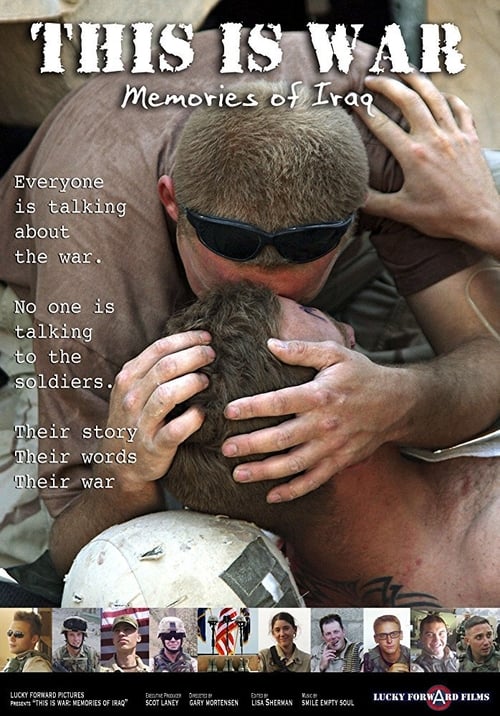 THIS IS WAR
Memories of Iraq
Everyone
is talking
about
the war.
No one is
talking
to the
soldiers.
Their story
Their words
Their war
LUCKY FORWARD PICTURES
PRESENTS "THIS IS WAR: MEMORIES OF IRAQ"
EXECUTIVE PRODUCER
SCOT LANEY
DIRECTED BY
GARY MORTENSEN
EDITED BY
LISA SHERMAN
MUSIC BY
SMILE EMPTY SOUL
LUCKY FORWARD FILMS